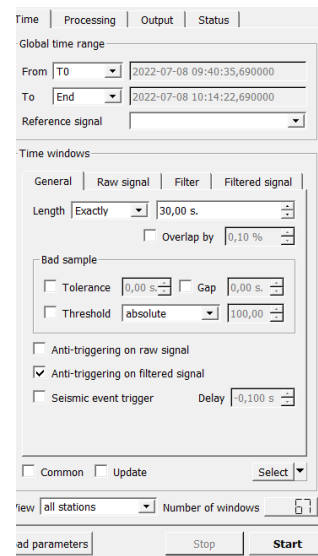 Time Processing Output Status
Global time range
From T0 2022-07-08 09:40:35,690000
To End 2022-07-08 10:14:22,690000
Reference signal
Time windows
General Raw signal Filter Filtered signal
Length Exactly 30,00 s.
Overlap by 0,10 %
Bad sample
Tolerance 0,00 s. Gap 0,00 s.
Threshold absolute 100,00
Anti-triggering on raw signal
Anti-triggering on filtered signal
Seismic event trigger Delay -0,100 s
Common Update Select
View all stations Number of windows 67
ad parameters Stop Start